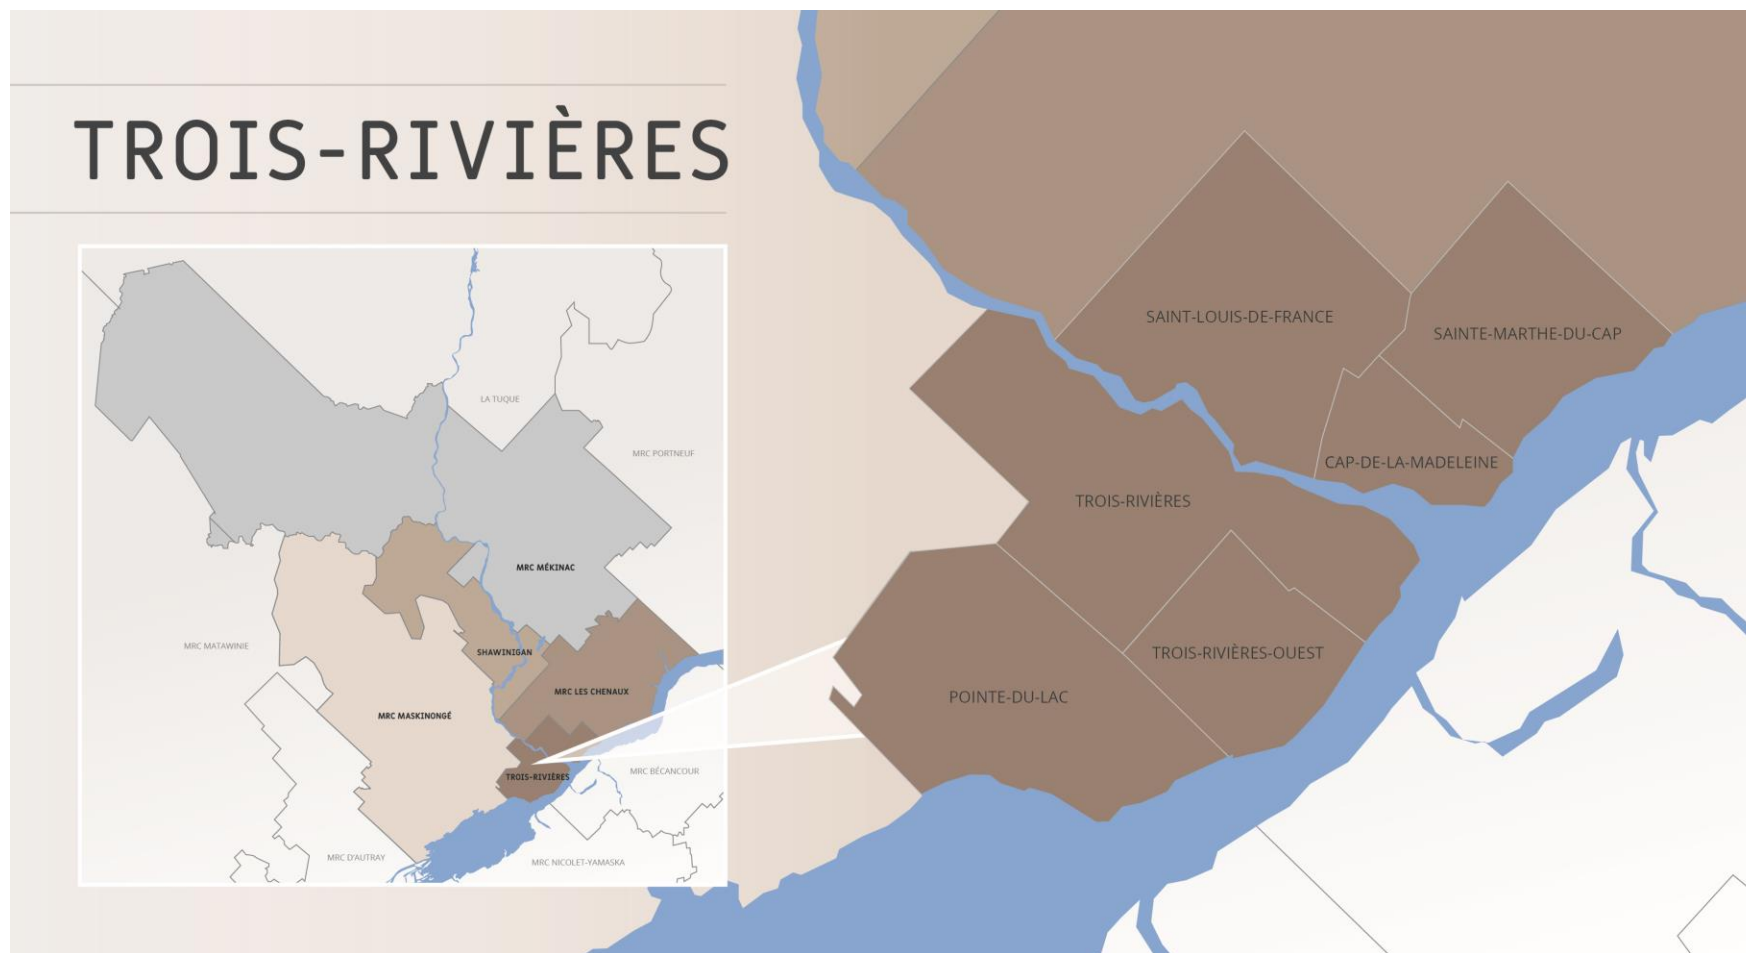 TROIS-RIVIÈRES
LA TUQUE
MRC PORTNEUF
MRC MÉKINAC
MRC MATAWINIE
SHAWINIGAN
MRC LES CHENAUX
MRC MASKINONGÉ
TROIS-RIVIÈRES
MRC BÉCANCOUR
MRC D'AUTRAY
MRC NICOLET-YAMASKA
SAINT-LOUIS-DE-FRANCE
SAINTE-MARTHE-DU-CAP
CAP-DE-LA-MADELEINE
TROIS-RIVIÈRES
TROIS-RIVIÈRES-OUEST
POINTE-DU-LAC